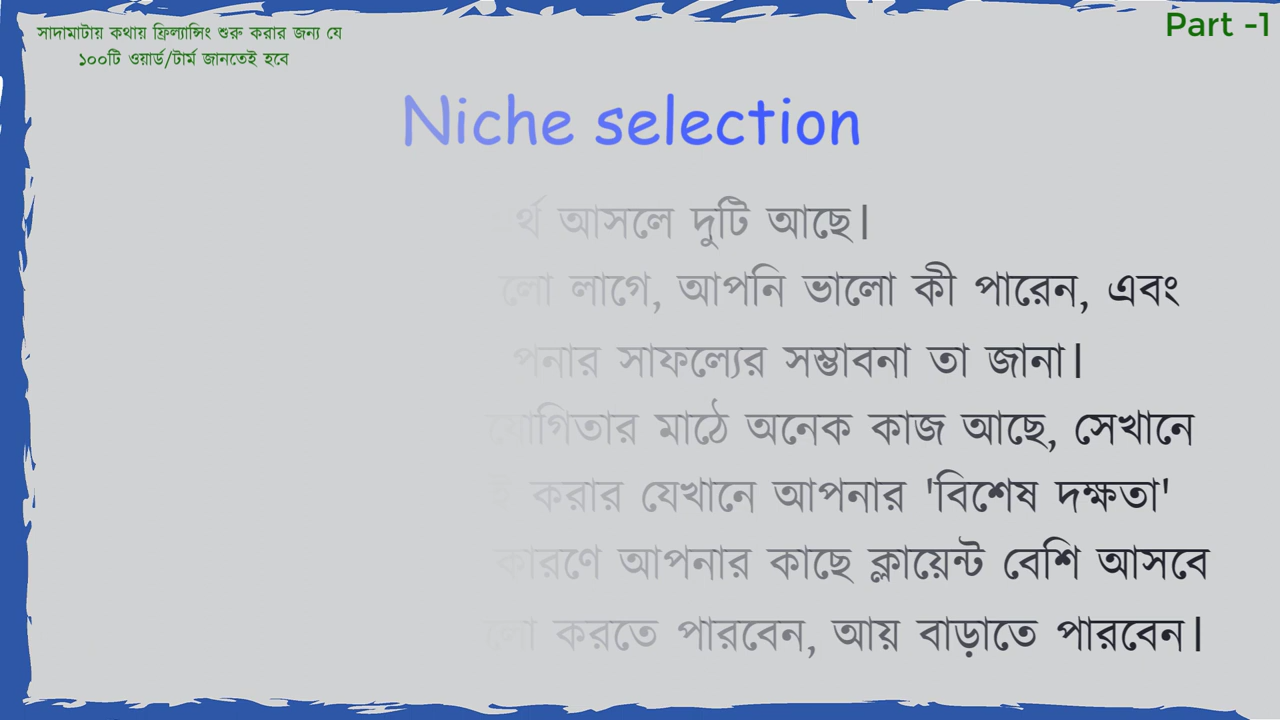 সাদামাটায় কথায় ফ্রিল্যান্সিং শুরু করার জন্য যে
১০০টি ওয়ার্ড/টার্ম জানতেই হবে
Part -1
Niche selection
আসলে দুটি আছে।
লাগে, আপনি ভালো কী পারেন, এবং
সাফল্যের সম্ভাবনা তা জানা।
মাঠে অনেক কাজ আছে, সেখানে
করার যেখানে আপনার 'বিশেষ দক্ষতা'
আপনার কাছে ক্লায়েন্ট বেশি আসবে
করতে পারবেন, আয় বাড়াতে পারবেন।